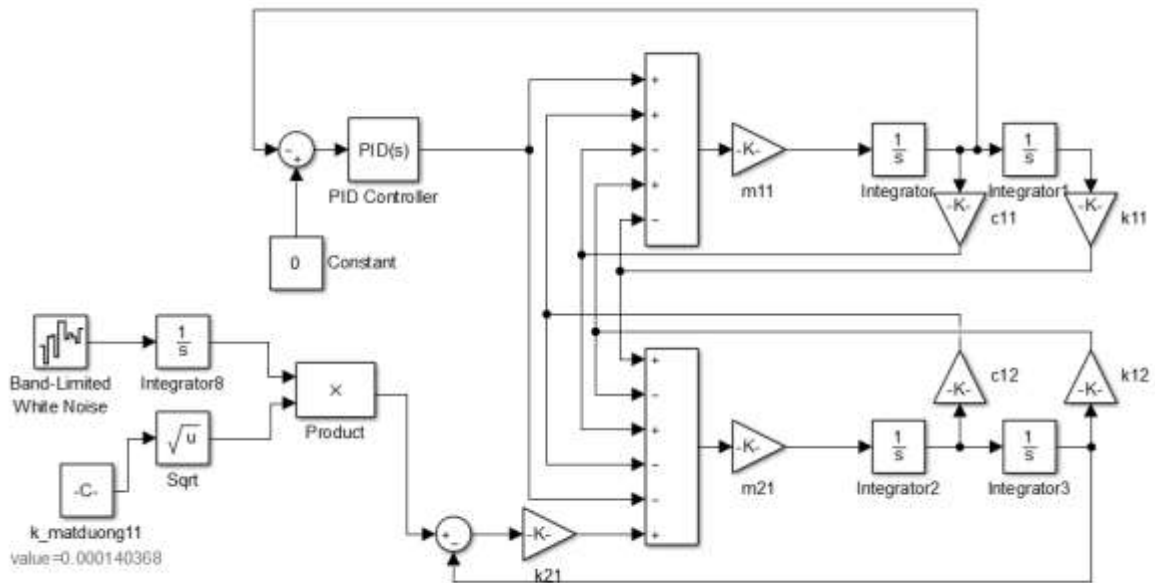 +
+
−
+
−
-K-
m11
1
s
Integrator
1
s
Integrator1
-K-
c11
-K-
k11
−
+
PID(s)
PID Controller
0
Constant
Band-Limited
White Noise
1
s
Integrator8
√u
Sqrt
×
Product
-C-
k_matduong11
value=0.000140368
+
−
-K-
k21
+
−
+
−
−
+
-K-
m21
1
s
Integrator2
1
s
Integrator3
-K-
c12
-K-
k12